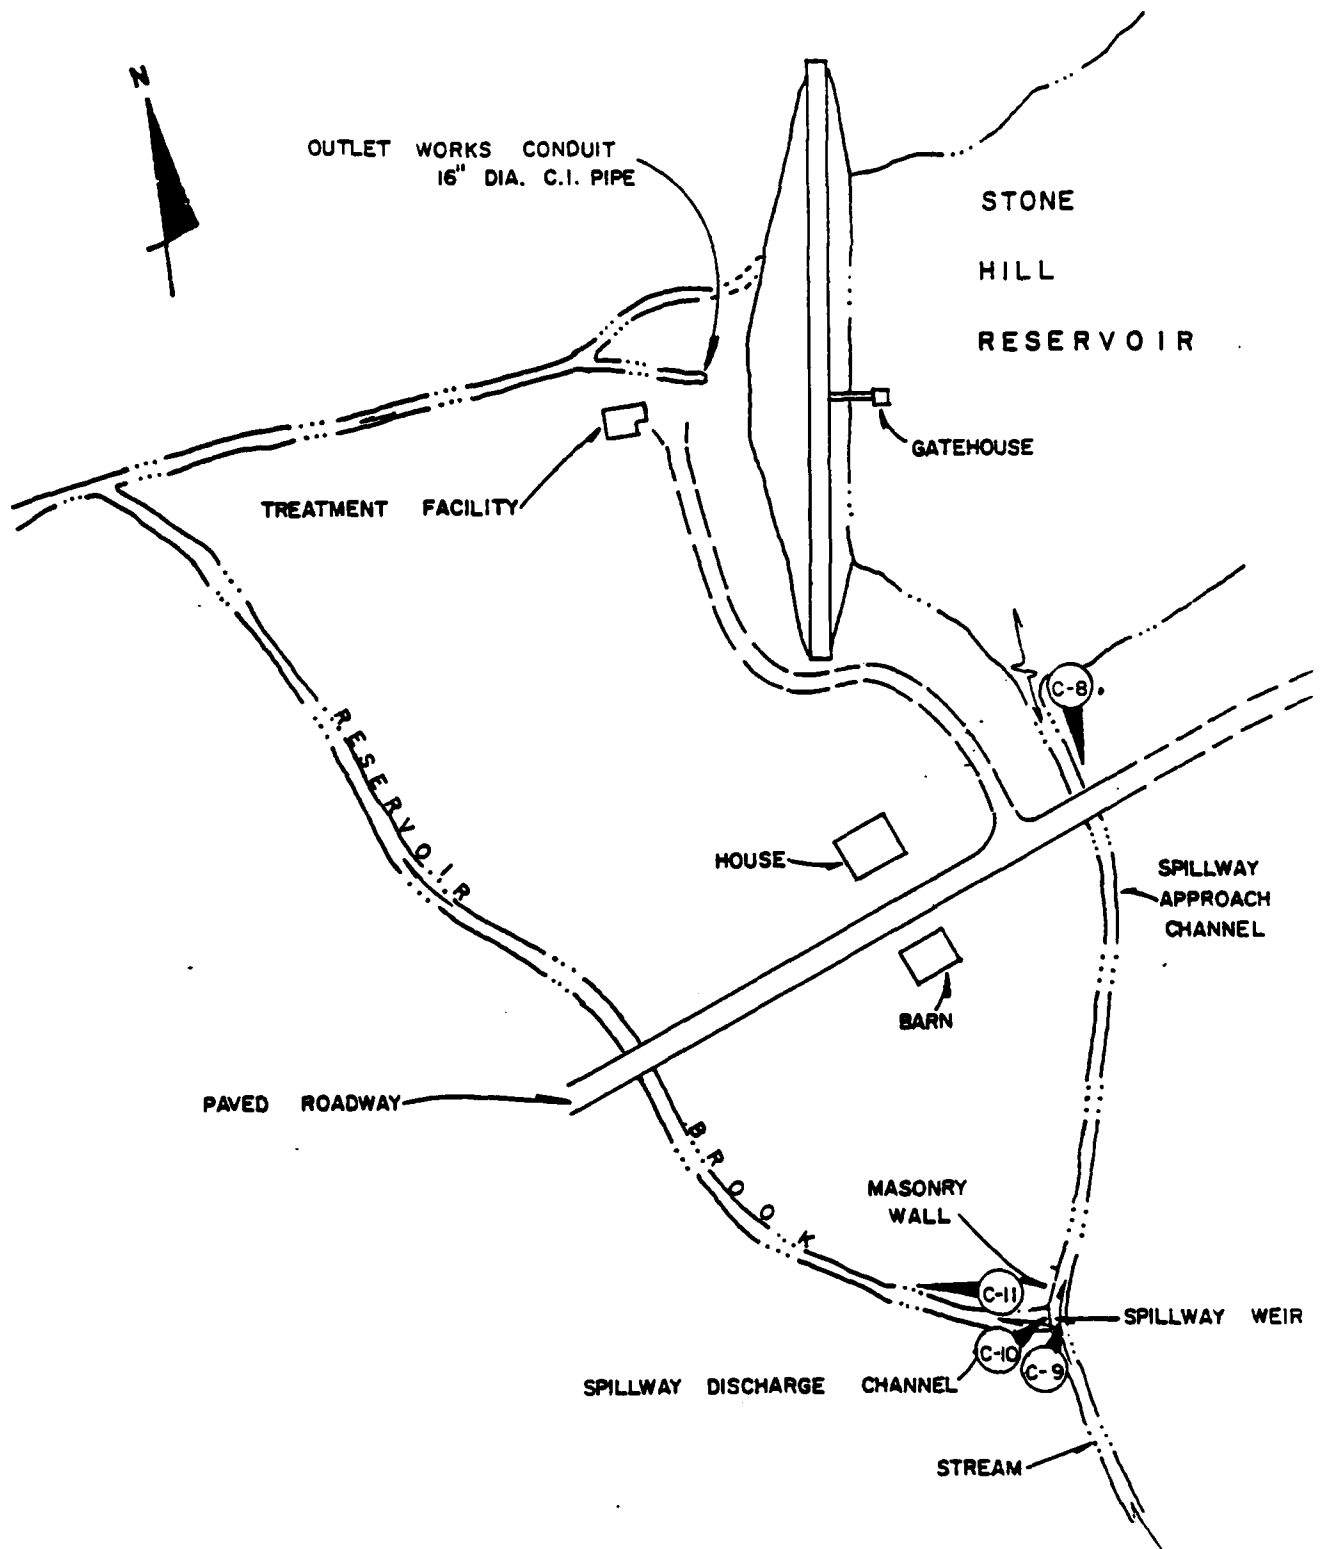 N
OUTLET WORKS CONDUIT
16" DIA. C.I. PIPE
STONE
HILL
RESERVOIR
GATEHOUSE
TREATMENT FACILITY
C-8
RESERVOIR
HOUSE
SPILLWAY
APPROACH
CHANNEL
BARN
PAVED ROADWAY
BROOK
MASONRY
WALL
C-11
SPILLWAY WEIR
C-10
C-9
SPILLWAY DISCHARGE CHANNEL
STREAM